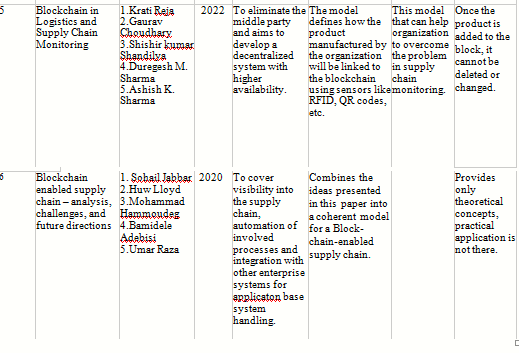 5
Blockchain in
Logistics and
Supply Chain
Monitoring
1.Krati Raja
2.Gaurav
Choudhary
3.Shishir kumar
Shandilya
4.Duregesh M.
Sharma
5.Ashish K.
Sharma
2022
To eliminate the
middle party
and aims to
develop a
decentralized
system with
higher
availability.
The model
defines how the
product
manufactured by
the organization
will be linked to
the blockchain
using sensors like
RFID, QR codes,
etc.
This model
that can help
organization
to overcome
the problem
in supply
chain
monitoring.
Once the
product is
added to the
block, it
cannot be
deleted or
changed.
6
Blockchain
enabled supply
chain – analysis,
challenges, and
future directions
1. Sohail Jabbar
2.Huw Lloyd
3.Mohammad
Hammoudeg
4.Bamidele
Adebisi
5.Umar Raza
2020
To cover
visibility into
the supply
chain,
automation of
involved
processes and
integration with
other enterprise
systems for
applicaton base
system
handling.
Combines the
ideas presented
in this paper into
a coherent model
for a Block-
chain-enabled
supply chain.
Provides
only
theoretical
concepts,
practical
application is
not there.